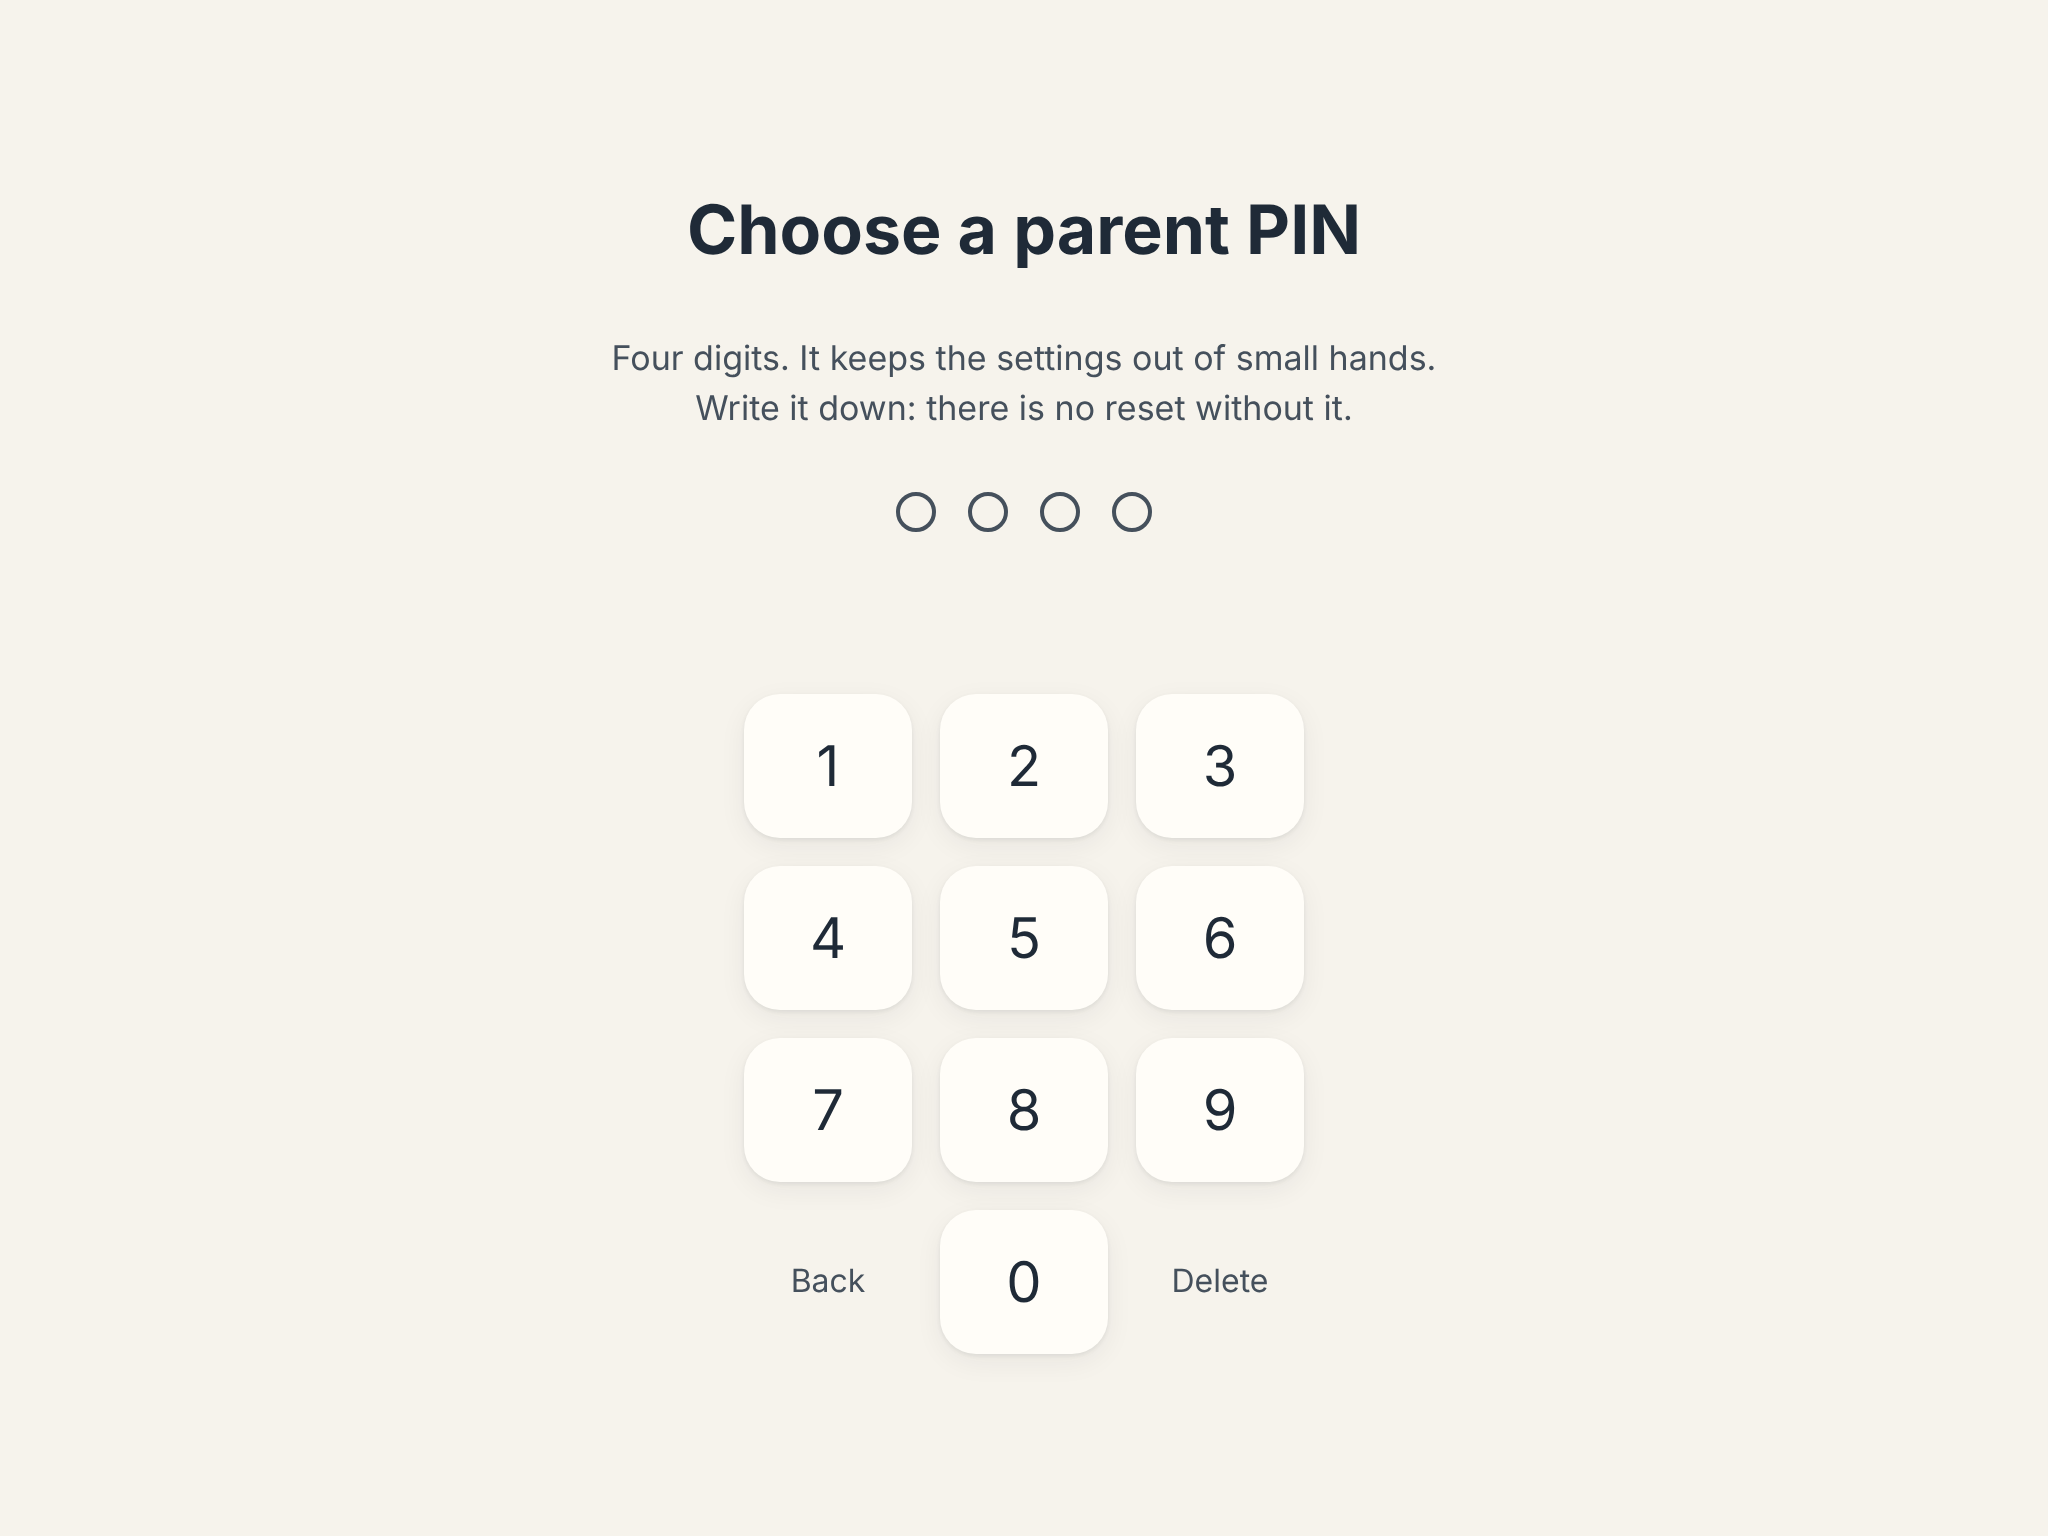 Choose a parent PIN
Four digits. It keeps the settings out of small hands.
Write it down: there is no reset without it.
1 2 3
4 5 6
7 8 9
Back 0 Delete